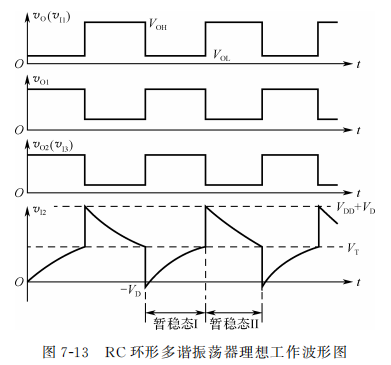 vO(vI1)
VOH
VOL
O
t
vO1
O
t
vO2(vI3)
O
t
vI2
VDD+VD
VT
O
t
−VD
暂稳态I 暂稳态II
图 7-13 RC 环形多谐振荡器理想工作波形图